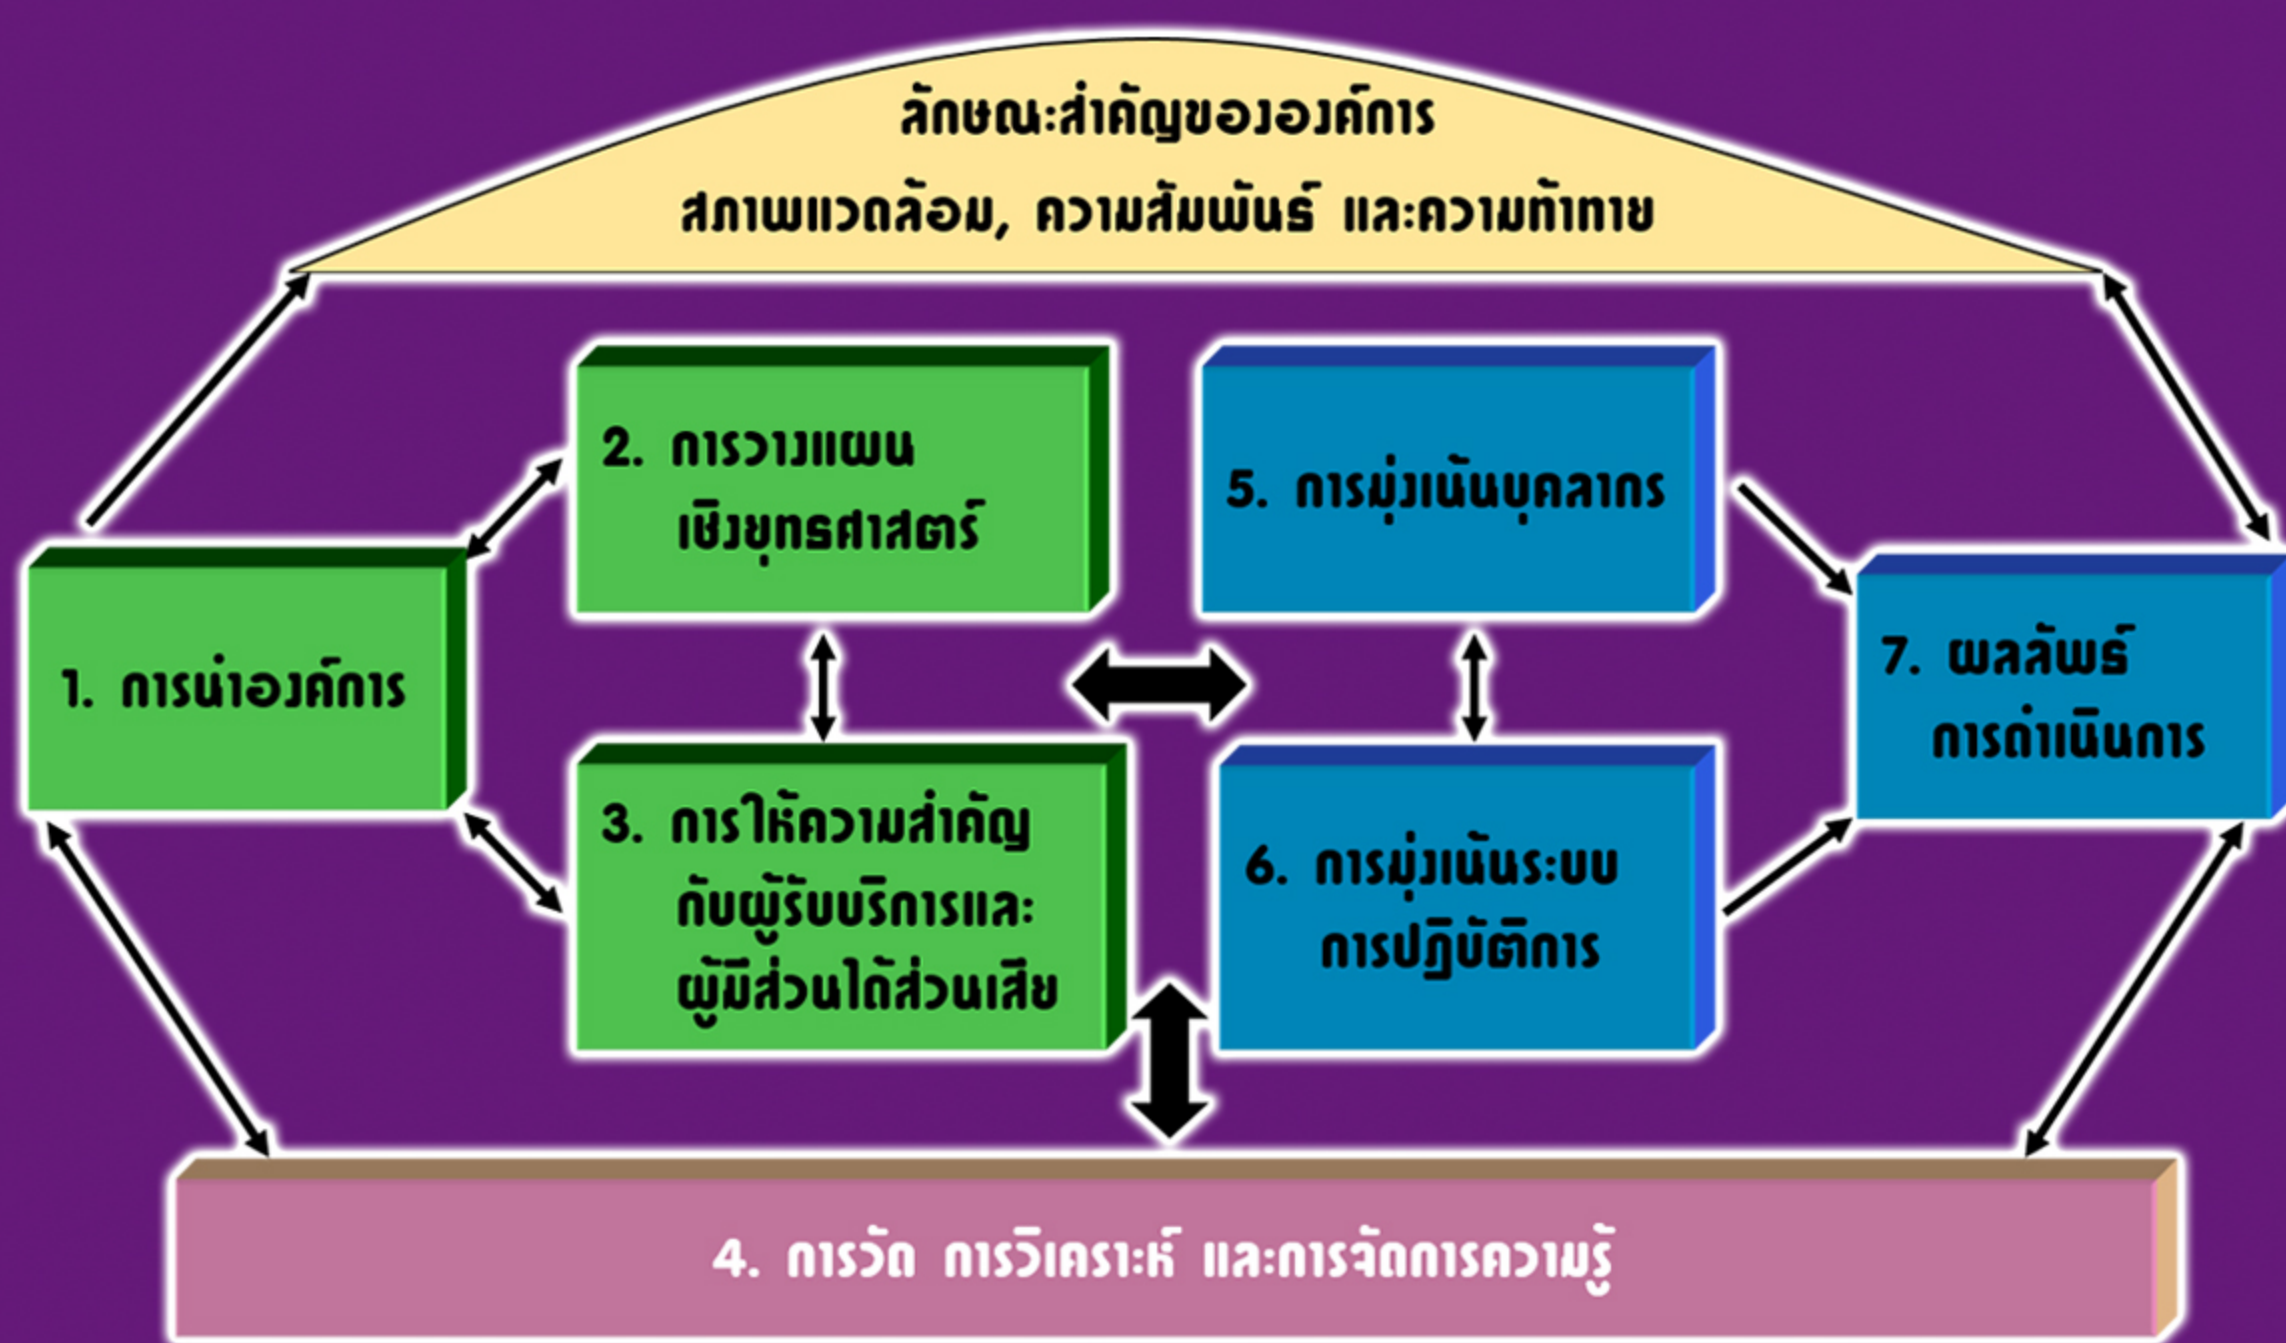 ลักษณะสำคัญขององค์การ
สภาพแวดล้อม, ความสัมพันธ์ และความท้าทาย
2. การวางแผน
เชิงยุทธศาสตร์
5. การมุ่งเน้นบุคลากร
1. การนำองค์การ
7. ผลลัพธ์
การดำเนินการ
3. การให้ความสำคัญ
กับผู้รับบริการและ
ผู้มีส่วนได้ส่วนเสีย
6. การมุ่งเน้นระบบ
การปฏิบัติการ
4. การวัด การวิเคราะห์ และการจัดการความรู้